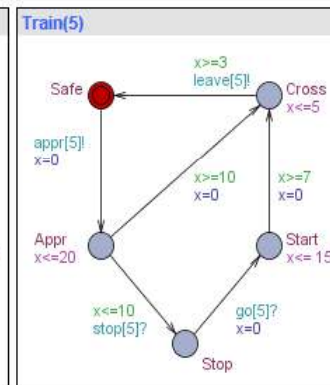 Train(5)
x>=3
leave[5]!
Safe
Cross
x<=5
appr[5]!
x=0
x>=10
x=0
x>=7
x=0
Appr
x<=20
Start
x<= 15
x<=10
stop[5]?
go[5]?
x=0
Stop